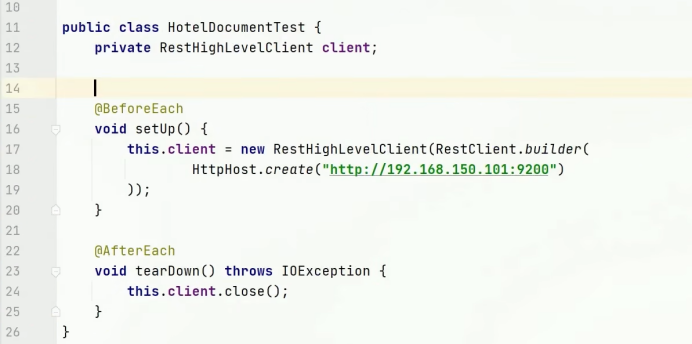 10
11 public class HotelDocumentTest {
12     private RestHighLevelClient client;
13
14
15     @BeforeEach
16     void setUp() {
17         this.client = new RestHighLevelClient(RestClient.builder(
18                 HttpHost.create("http://192.168.150.101:9200")
19         ));
20     }
21
22     @AfterEach
23     void tearDown() throws IOException {
24         this.client.close();
25     }
26 }